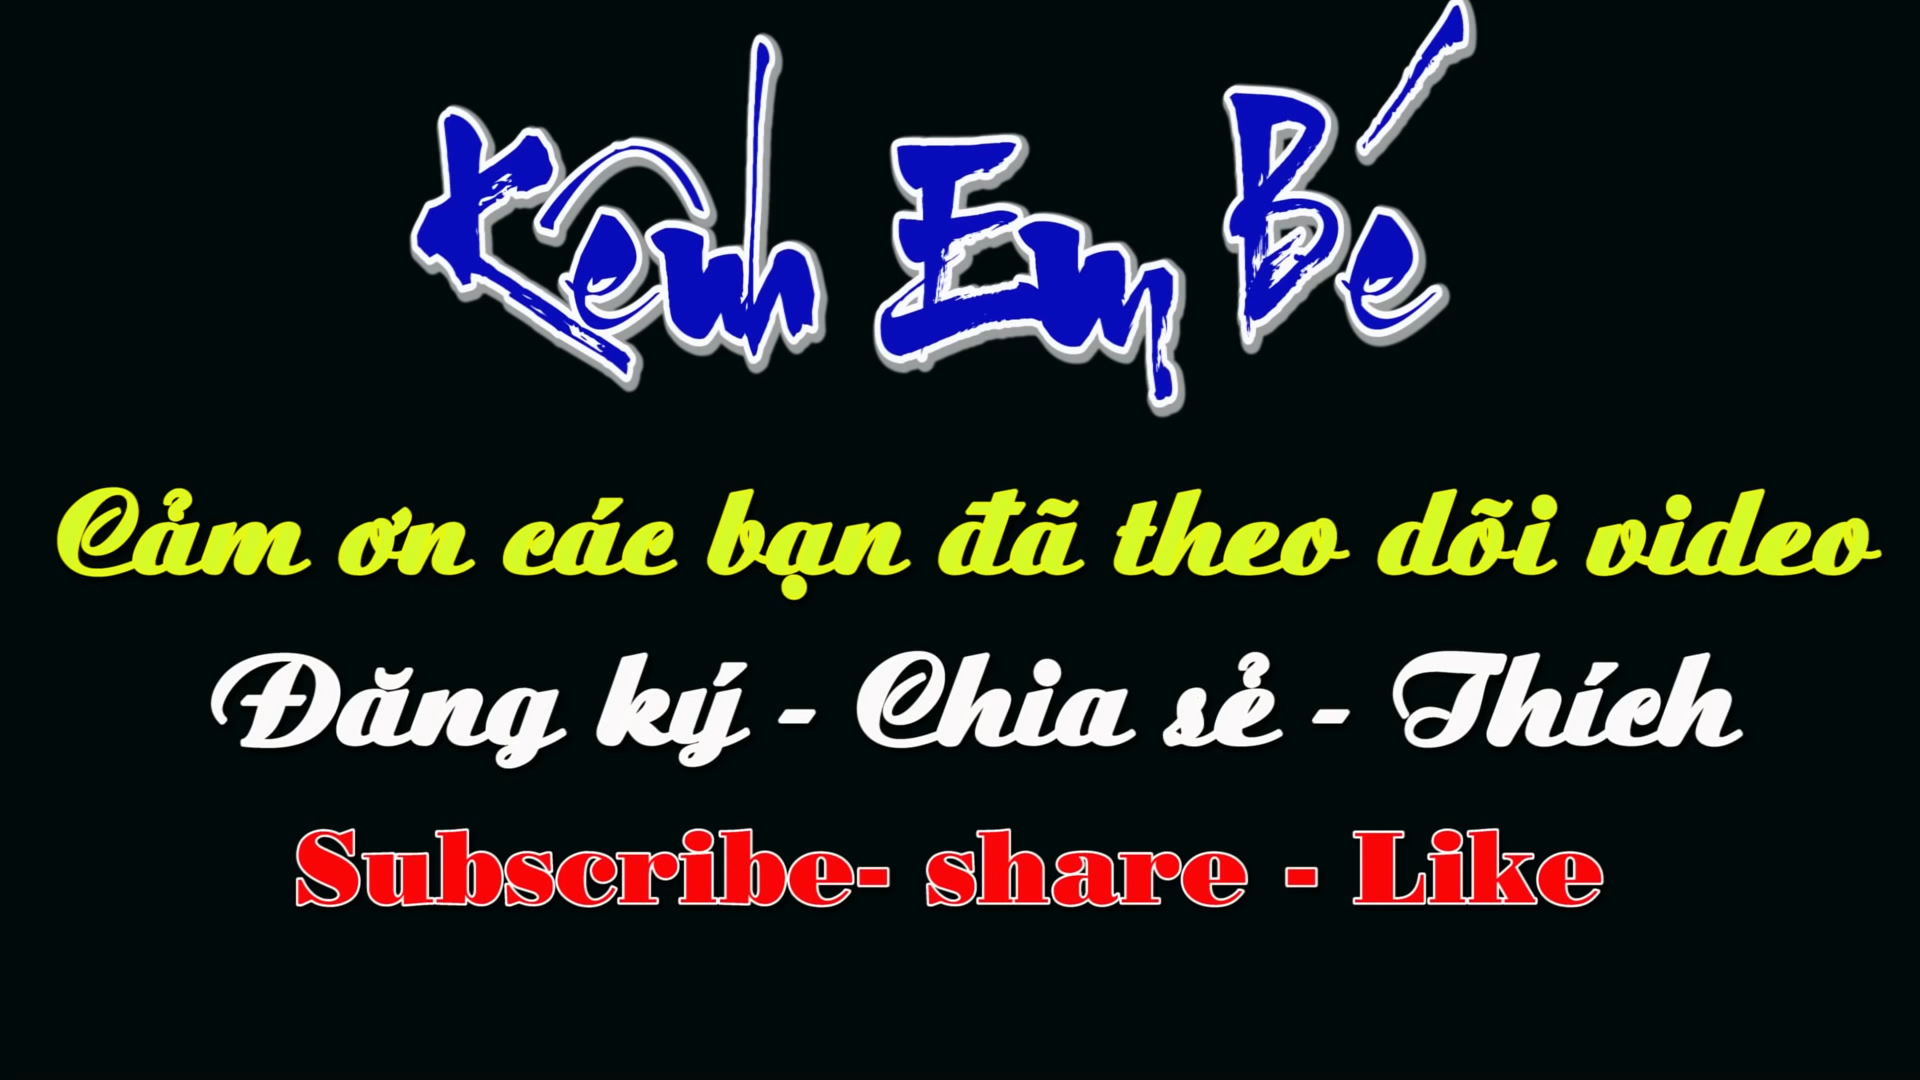 Kênh Em Bé
Cảm ơn các bạn đã theo dõi video
Đăng ký - Chia sẻ - Thích
Subscribe- share - Like